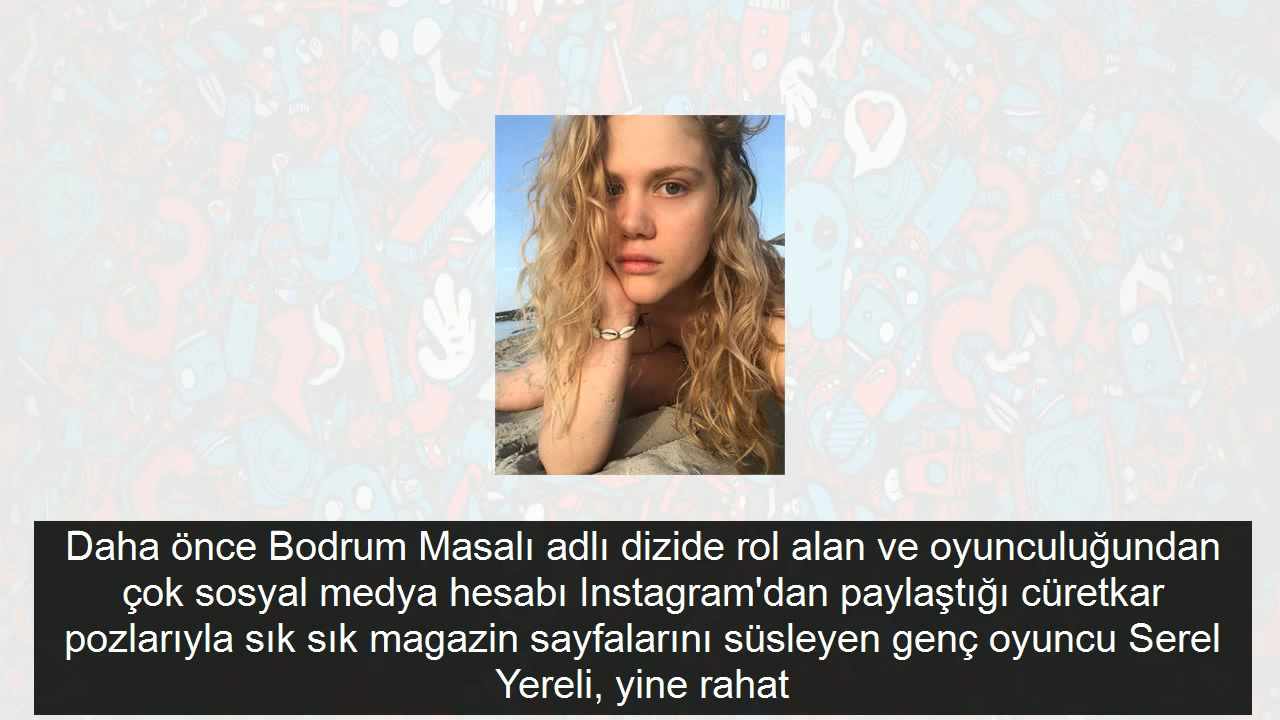 Daha önce Bodrum Masalı adlı dizide rol alan ve oyunculuğundan
çok sosyal medya hesabı Instagram'dan paylaştığı cüretkar
pozlarıyla sık sık magazin sayfalarını süsleyen genç oyuncu Serel
Yereli, yine rahat